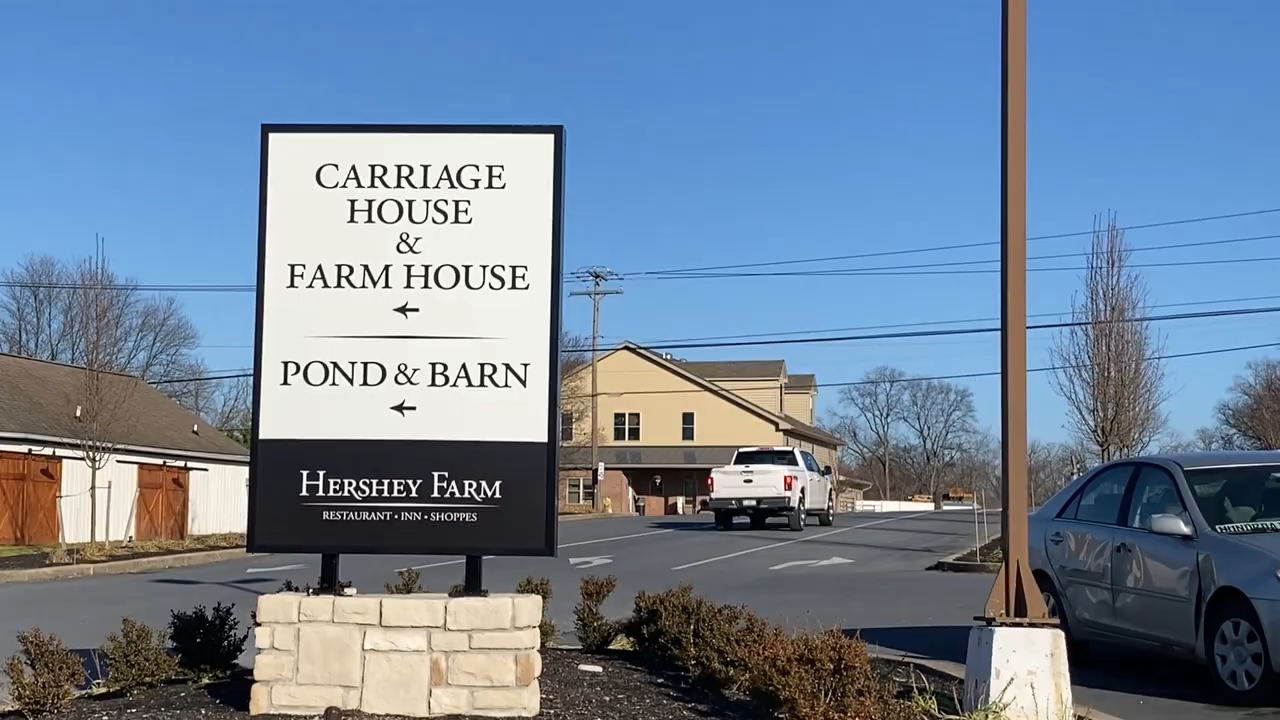 CARRIAGE
HOUSE
&
FARM HOUSE
←
POND & BARN
←
HERSHEY FARM
RESTAURANT • INN • SHOPPES